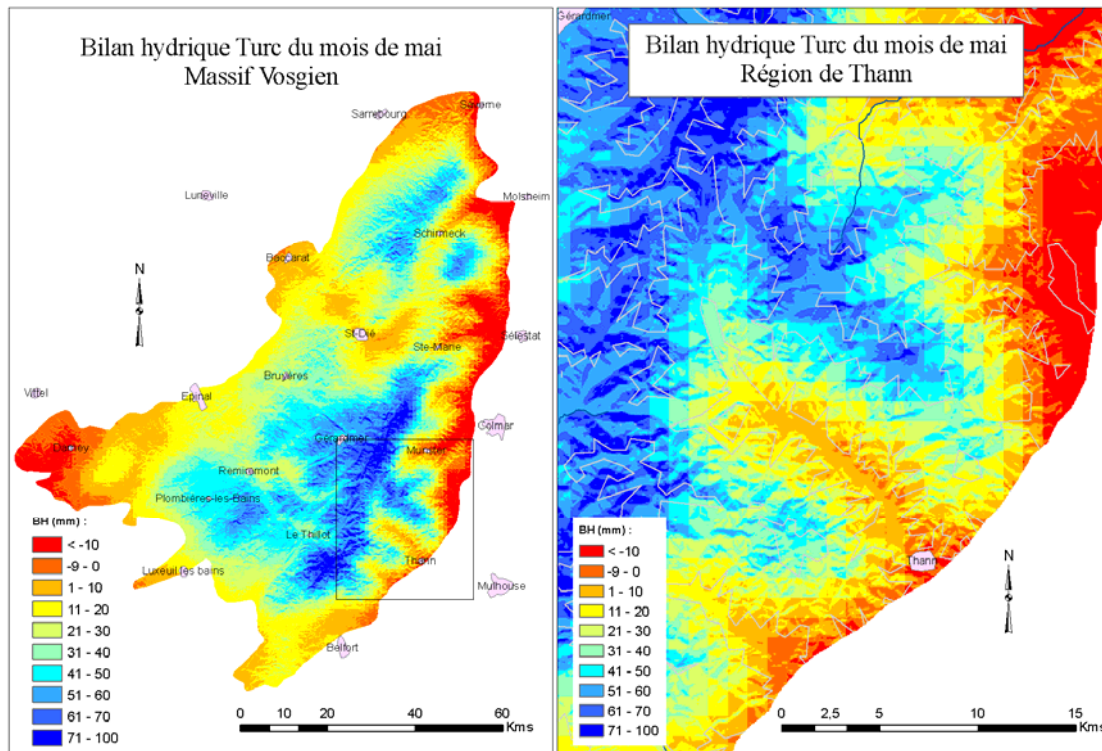 Bilan hydrique Turc du mois de mai
Massif Vosgien
Sarrebourg
Saverne
Luneville
Molsheim
Schirmeck
N
Baccarat
St-Dié
Sélestat
Ste-Marie
Bruyères
Vittel
Epinal
Colmar
Darney
Gérardmer
Munster
Remiremont
Plombières-les-Bains
BH (mm) :
Le Thillot
< -10
-9 - 0
Thann
1 - 10
Luxeuil les bains
Mulhouse
11 - 20
21 - 30
31 - 40
Belfort
41 - 50
51 - 60
61 - 70
71 - 100
0 10 20 40 60
Kms
Gérardmer
Bilan hydrique Turc du mois de mai
Région de Thann
BH (mm) :
< -10
-9 - 0
1 - 10
11 - 20
21 - 30
31 - 40
41 - 50
51 - 60
61 - 70
71 - 100
Thann
N
0 2,5 5 10 15
Kms